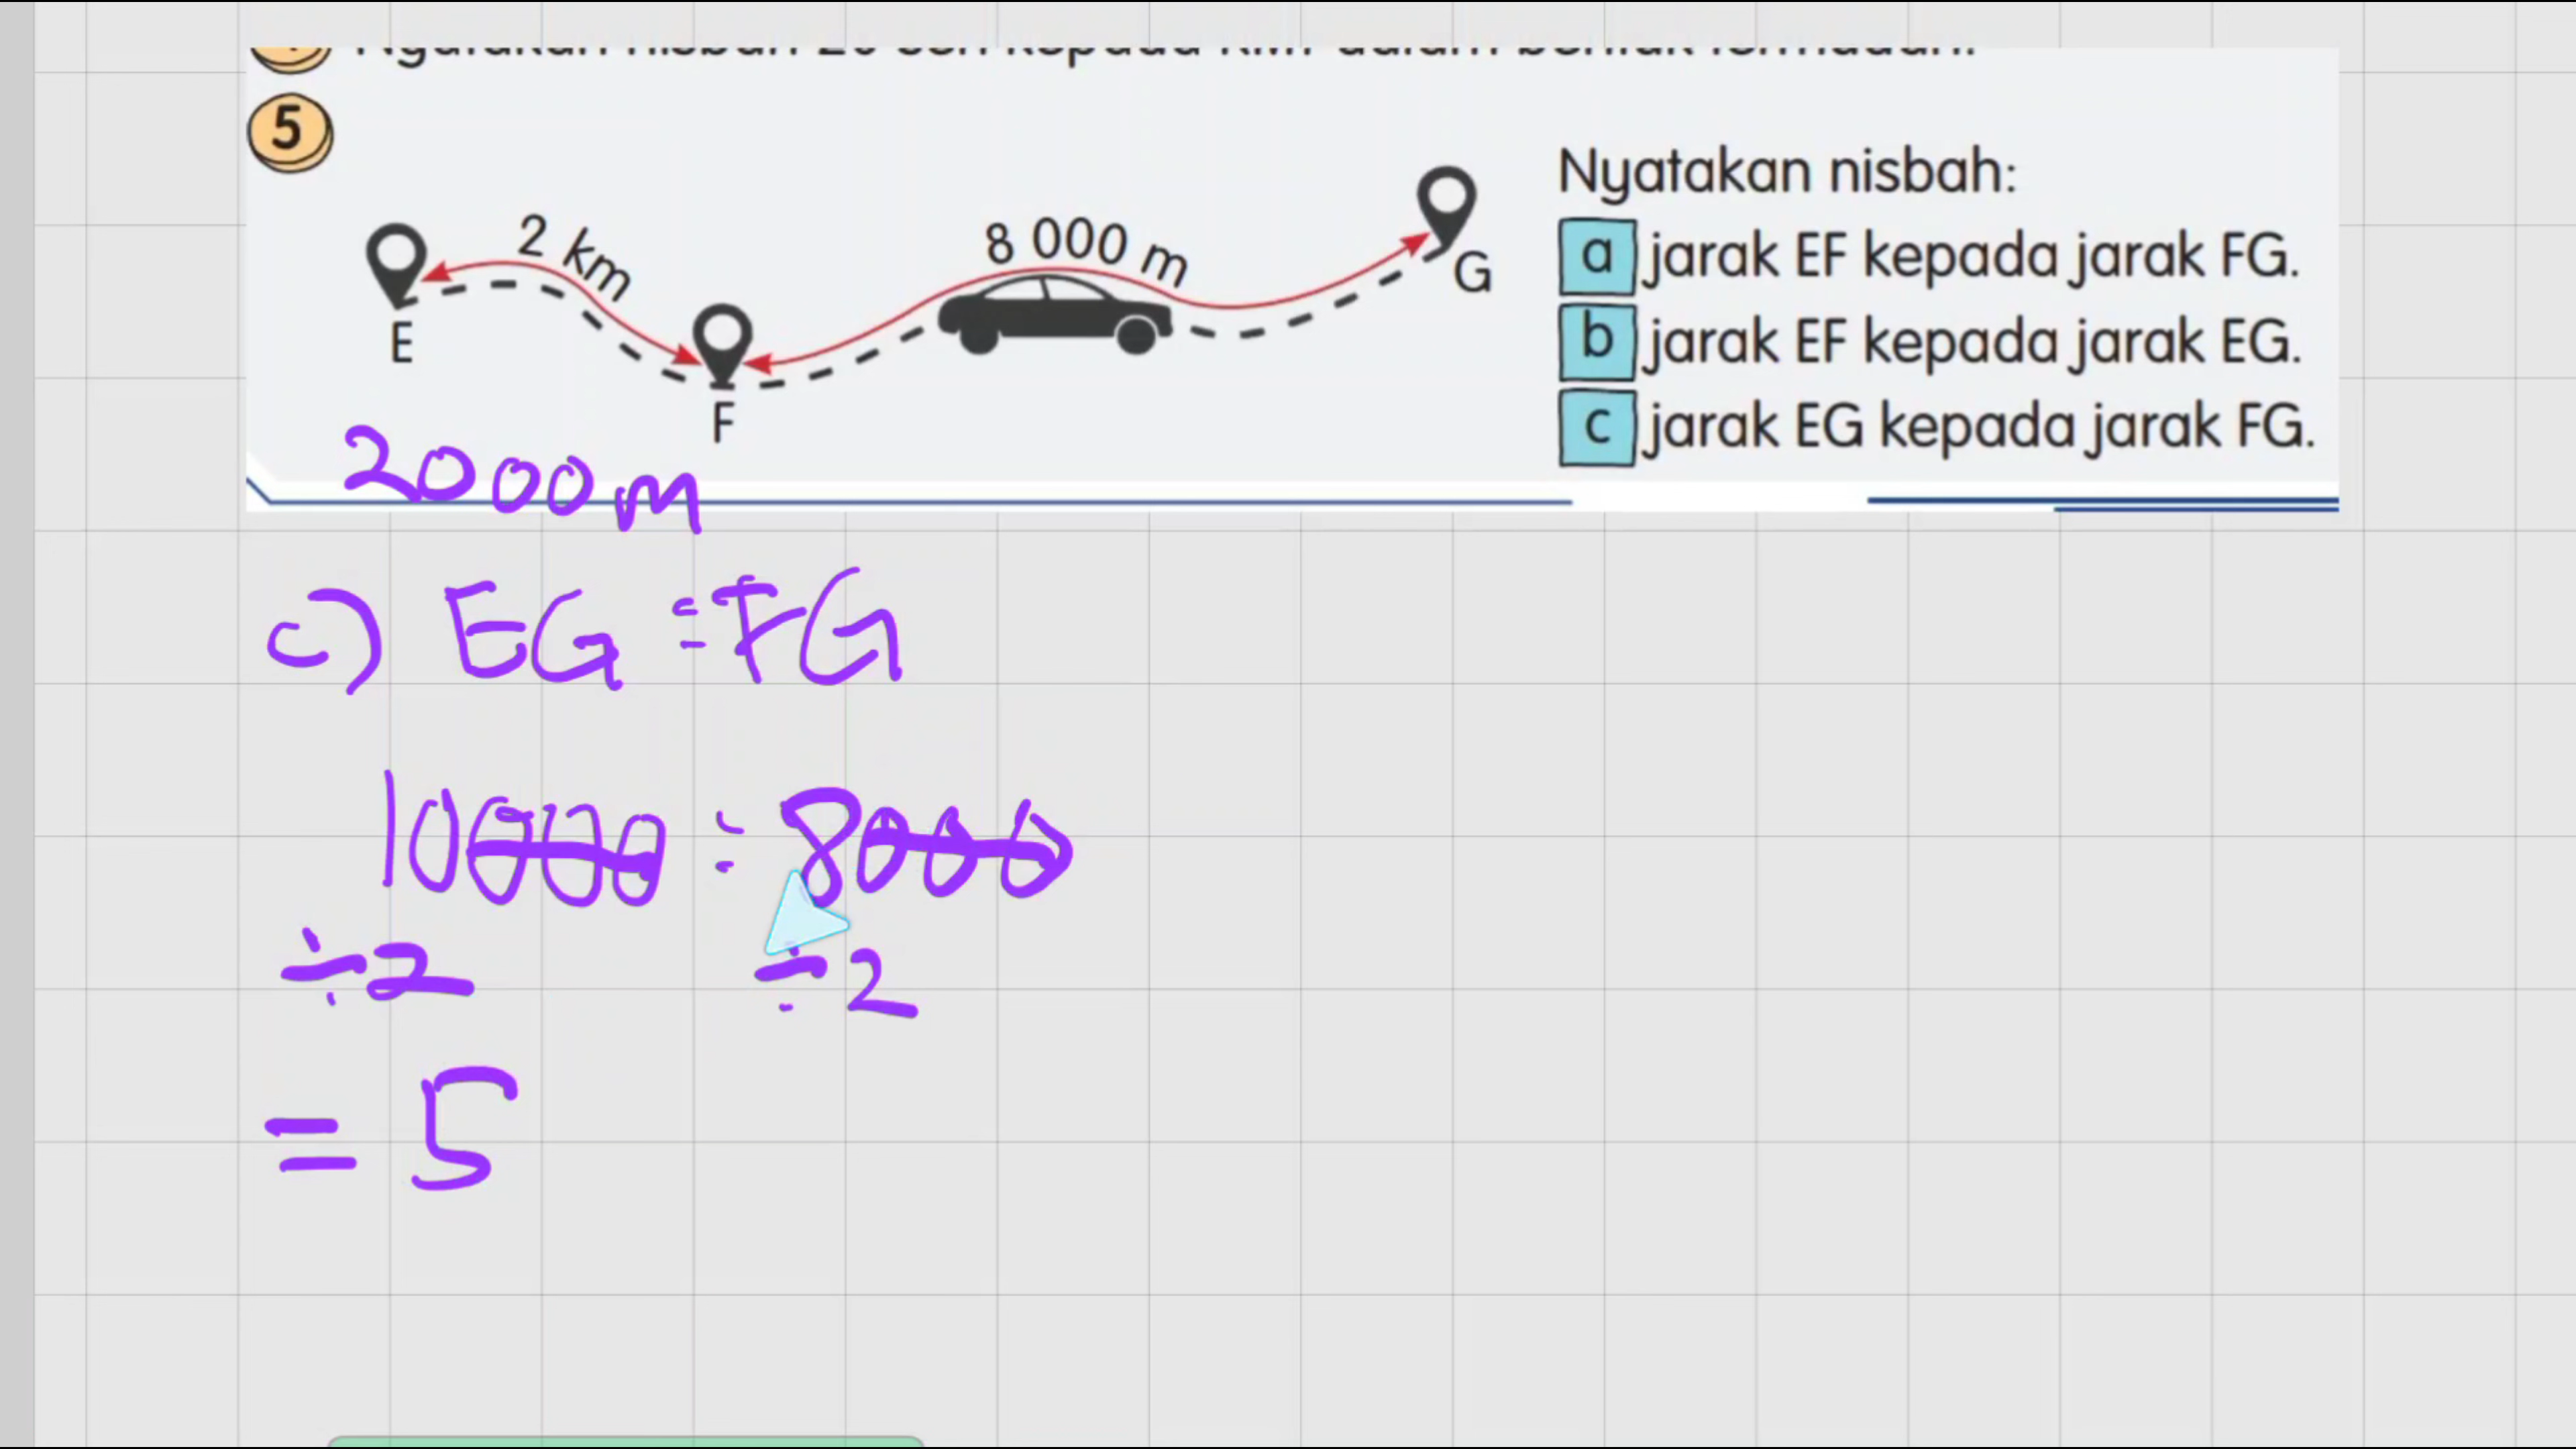 5
Nyatakan nisbah:
2 km
8 000 m
E
F
G
a jarak EF kepada jarak FG.
b jarak EF kepada jarak EG.
c jarak EG kepada jarak FG.
2000m
c) EG : FG
10000 : 8000
÷2 ÷2
= 5